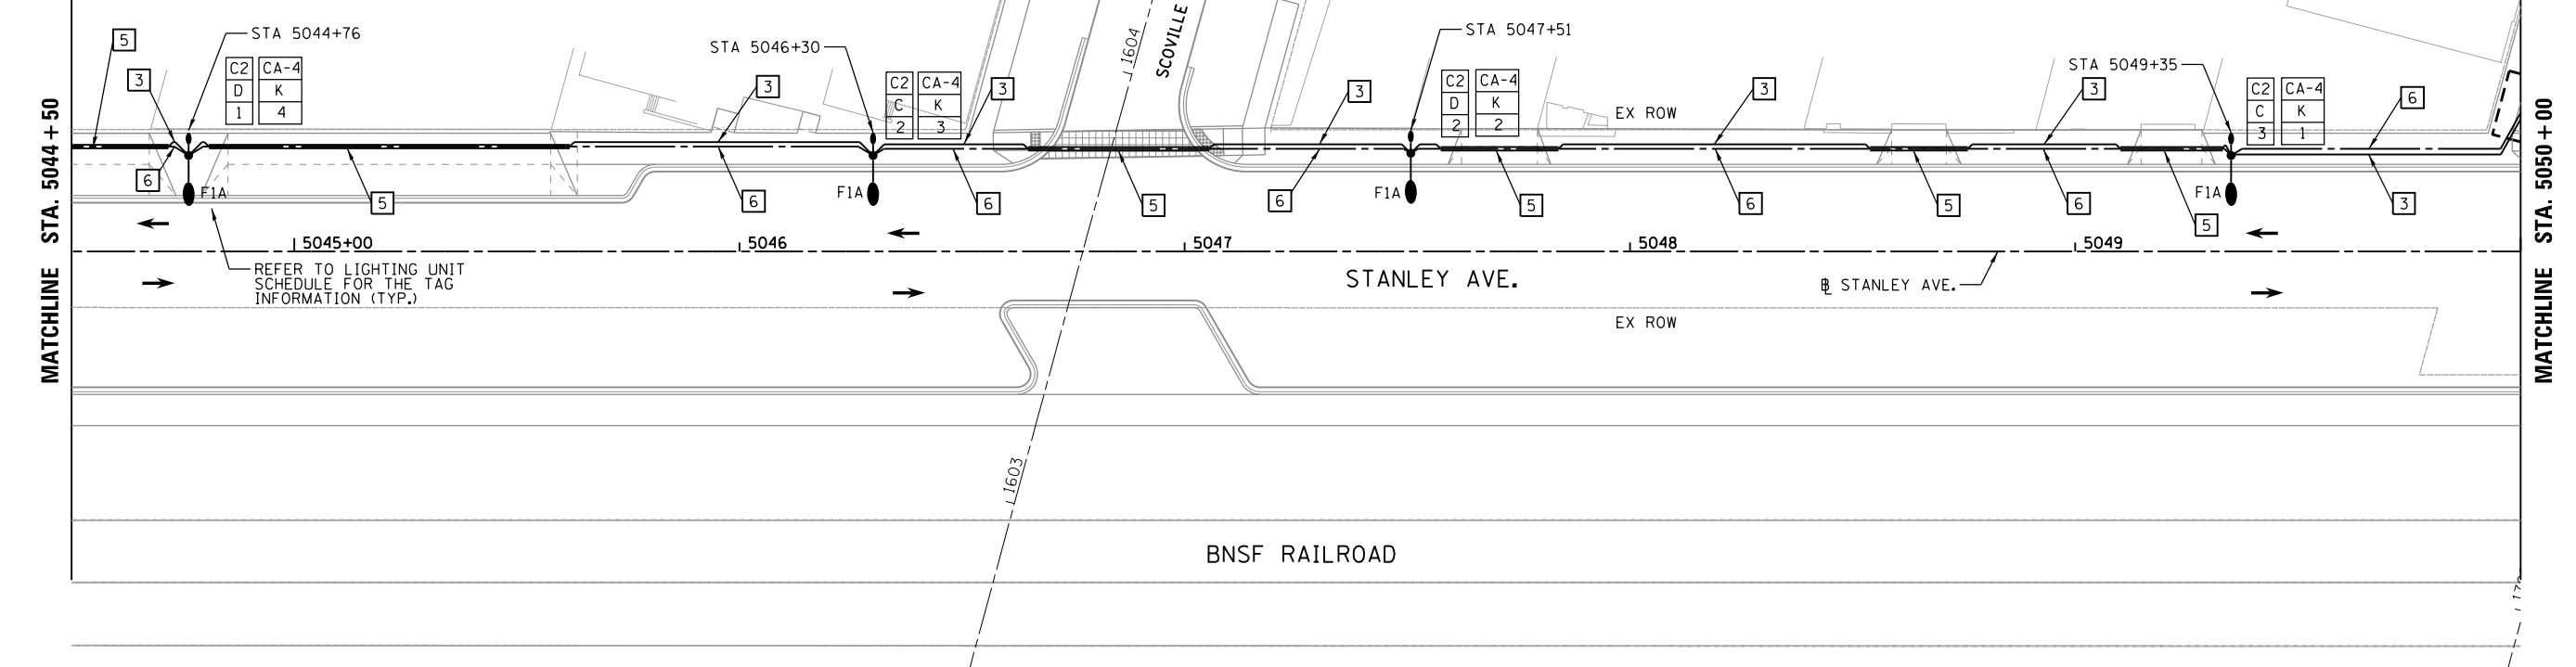 MATCHLINE STA. 5044+50
5
3
STA 5044+76
C2 CA-4
D K
1 4
STA 5046+30
3
C2 CA-4
C K
2 3
3
1604
SCOVILLE
3
STA 5047+51
C2 CA-4
D K
2 2
EX ROW
3
3
STA 5049+35
C2 CA-4
C K
3 1
6
MATCHLINE STA. 5050+00
6
F1A
5
6
F1A
6
5
6
F1A
5
6
5
6
5
F1A
3
5045+00
5046
5047
5048
5049
REFER TO LIGHTING UNIT
SCHEDULE FOR THE TAG
INFORMATION (TYP.)
STANLEY AVE.
BL STANLEY AVE.
EX ROW
1603
BNSF RAILROAD